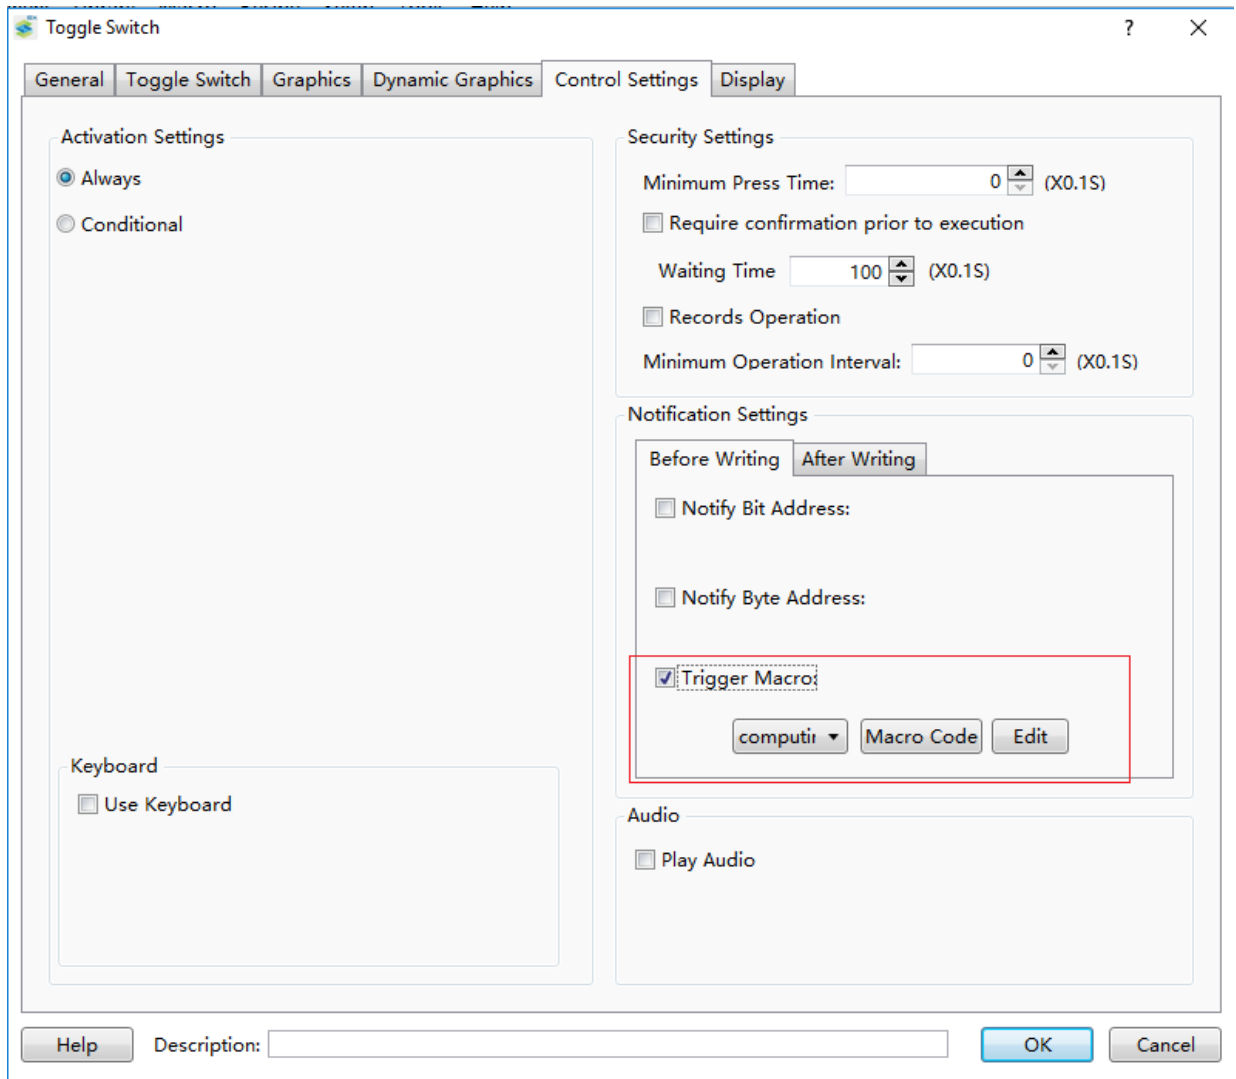 Toggle Switch
?
General Toggle Switch Graphics Dynamic Graphics Control Settings Display
Activation Settings
Always
Conditional
Keyboard
Use Keyboard
Security Settings
Minimum Press Time: 0 (X0.1S)
Require confirmation prior to execution
Waiting Time 100 (X0.1S)
Records Operation
Minimum Operation Interval: 0 (X0.1S)
Notification Settings
Before Writing After Writing
Notify Bit Address:
Notify Byte Address:
Trigger Macro:
Macro Code Edit
Audio
Play Audio
Help Description: OK Cancel